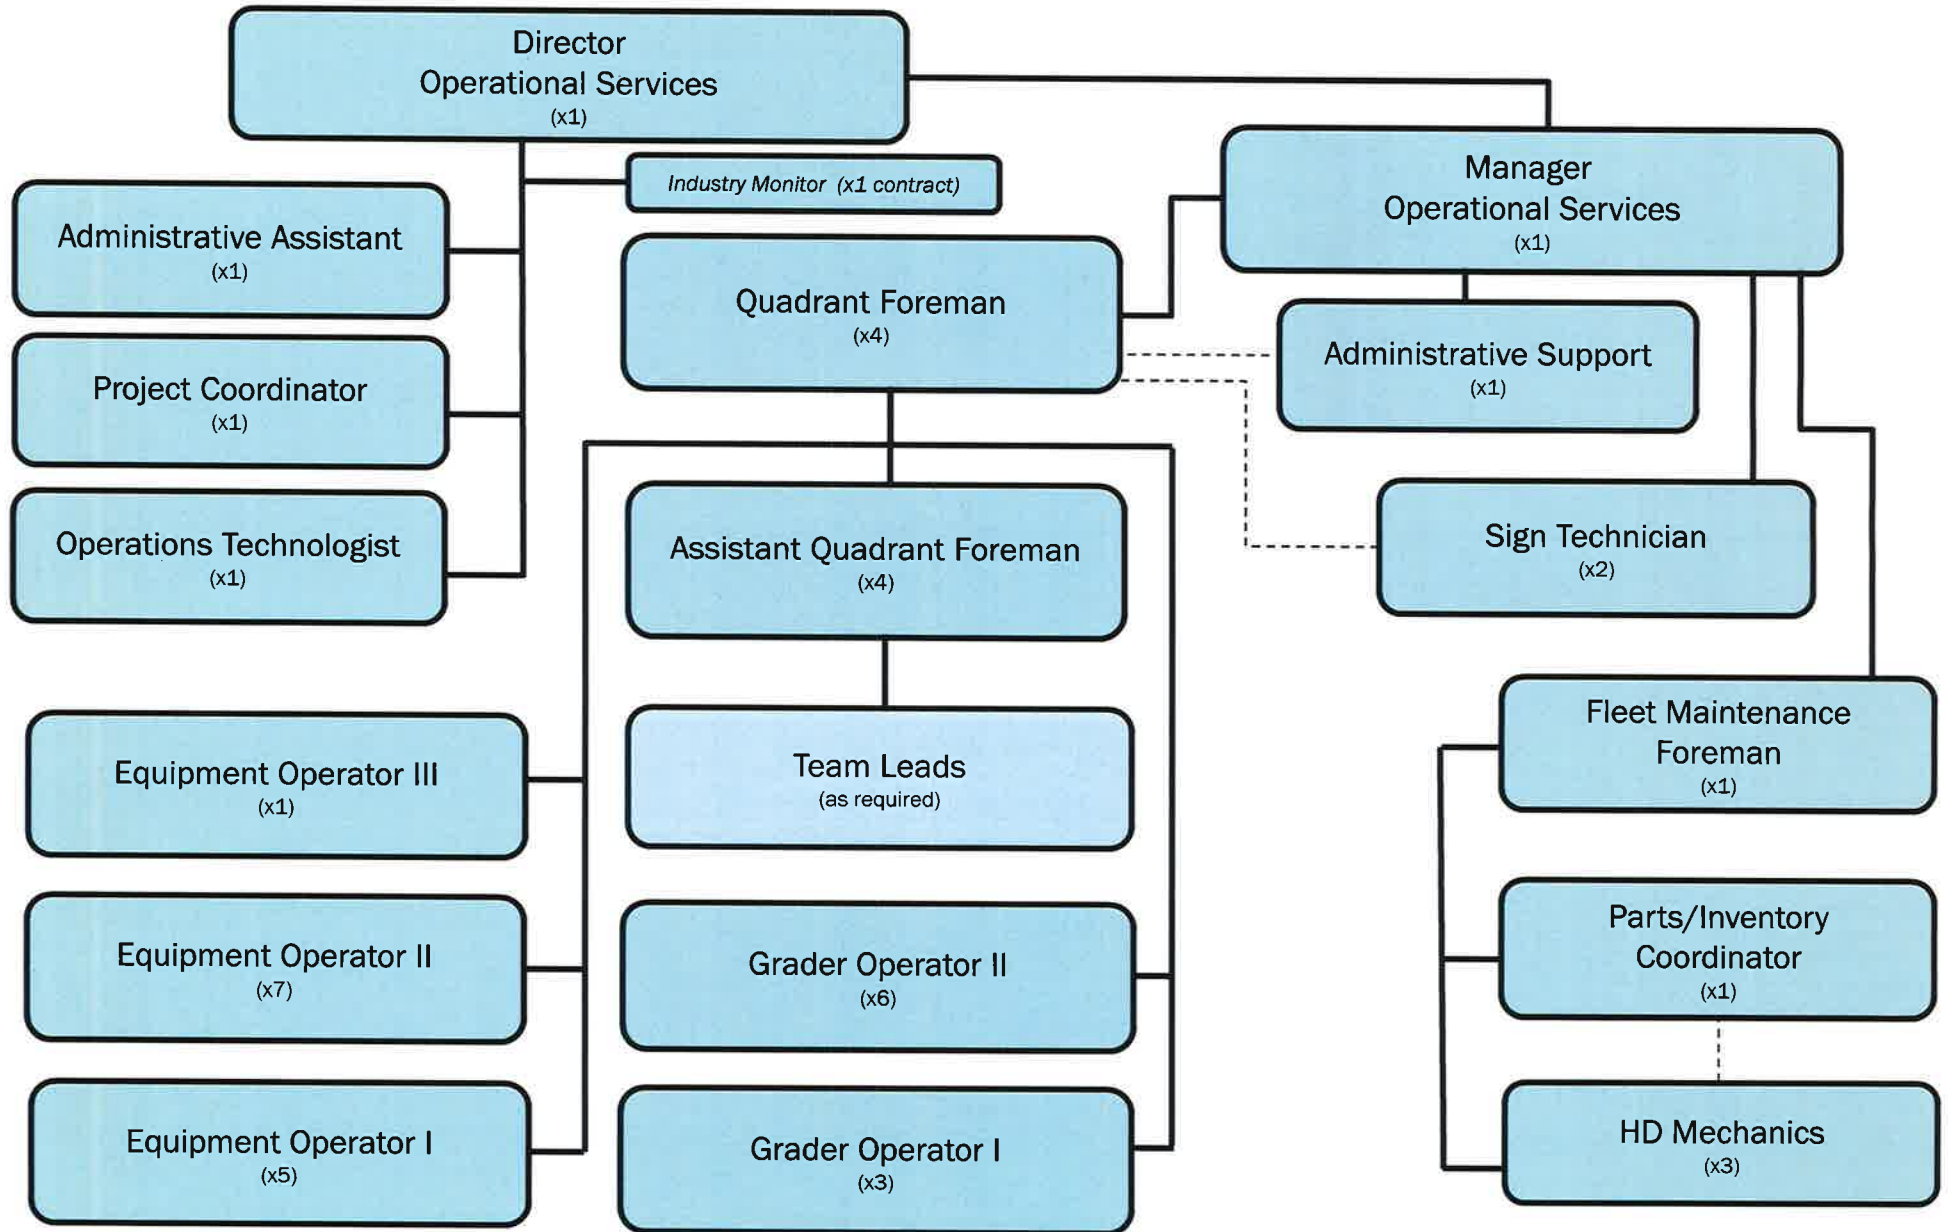 Director
Operational Services
(x1)
Industry Monitor (x1 contract)
Manager
Operational Services
(x1)
Administrative Assistant
(x1)
Quadrant Foreman
(x4)
Administrative Support
(x1)
Project Coordinator
(x1)
Operations Technologist
(x1)
Assistant Quadrant Foreman
(x4)
Sign Technician
(x2)
Team Leads
(as required)
Fleet Maintenance
Foreman
(x1)
Equipment Operator III
(x1)
Equipment Operator II
(x7)
Grader Operator II
(x6)
Parts/Inventory
Coordinator
(x1)
Equipment Operator I
(x5)
Grader Operator I
(x3)
HD Mechanics
(x3)